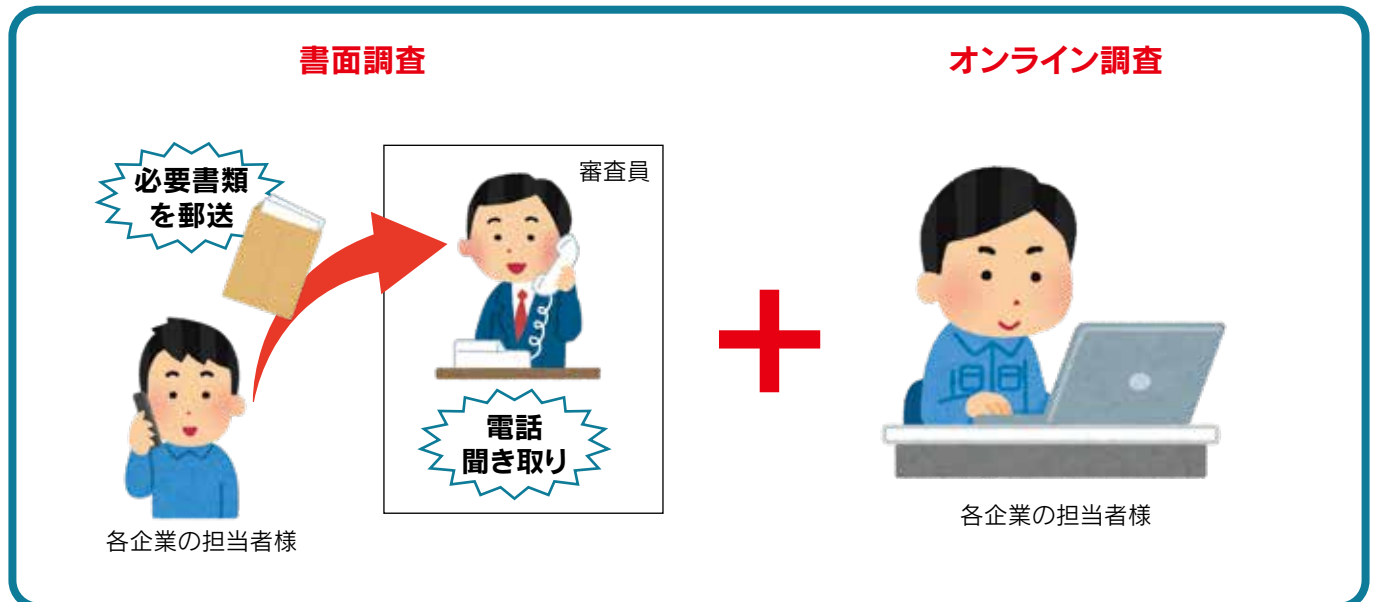 書面調査
オンライン調査
必要書類
を郵送
審査員
電話
聞き取り
各企業の担当者様
各企業の担当者様